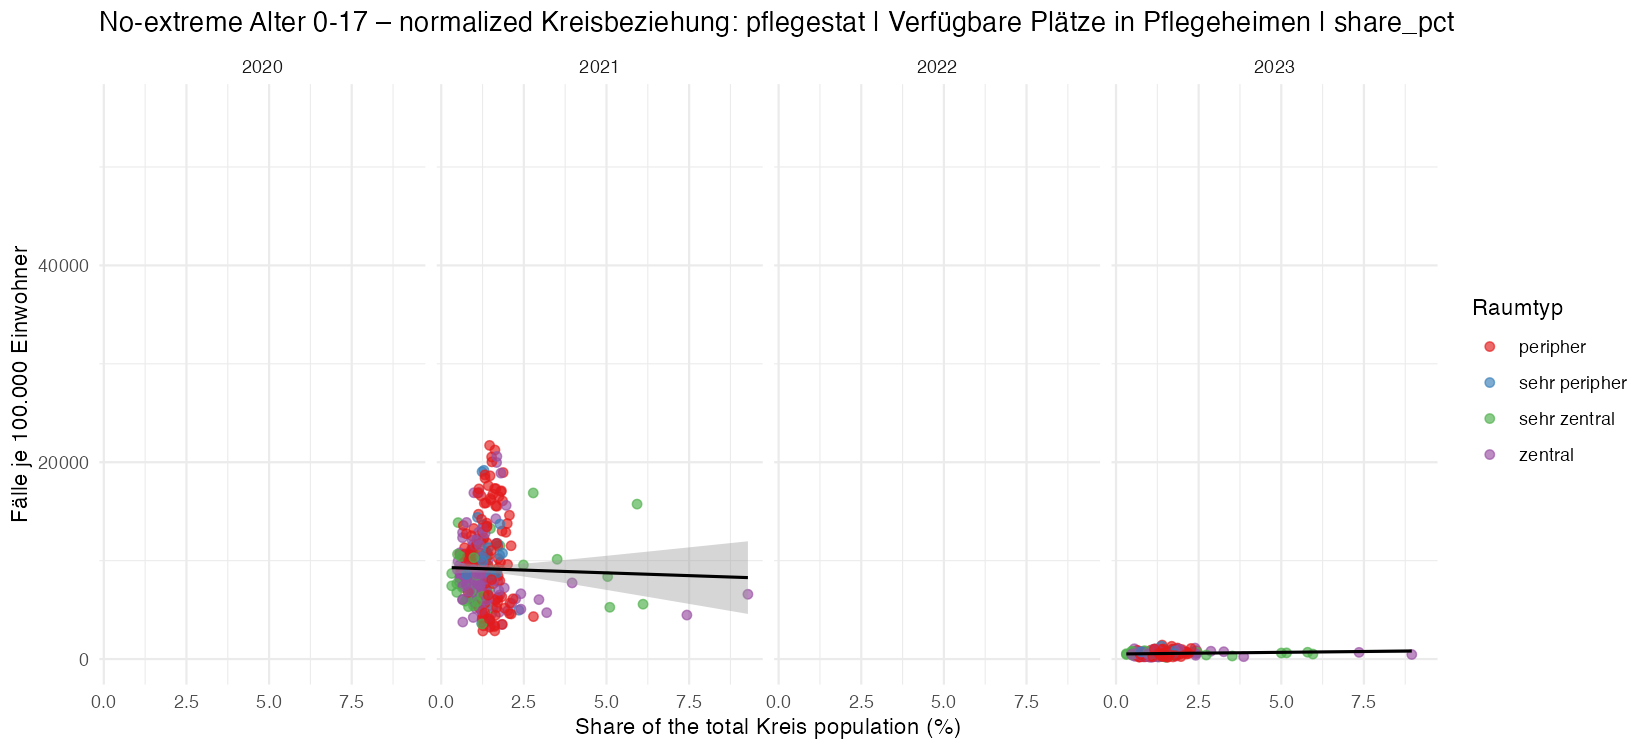 No-extreme Alter 0-17 – normalized Kreisbeziehung: pflegestat | Verfügbare Plätze in Pflegeheimen | share_pct
2020 2021 2022 2023
Fälle je 100.000 Einwohner
40000
20000
0
0.0 2.5 5.0 7.5 0.0 2.5 5.0 7.5 0.0 2.5 5.0 7.5 0.0 2.5 5.0 7.5
Share of the total Kreis population (%)
Raumtyp
peripher
sehr peripher
sehr zentral
zentral